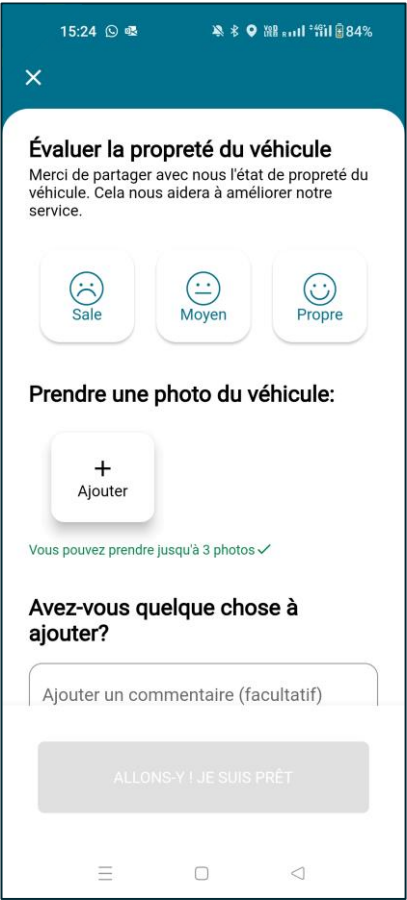 15:24 84%
Évaluer la propreté du véhicule
Merci de partager avec nous l'état de propreté du
véhicule. Cela nous aidera à améliorer notre
service.
Sale Moyen Propre
Prendre une photo du véhicule:
+
Ajouter
Vous pouvez prendre jusqu'à 3 photos ✓
Avez-vous quelque chose à
ajouter?
Ajouter un commentaire (facultatif)
ALLONS-Y ! JE SUIS PRÊT